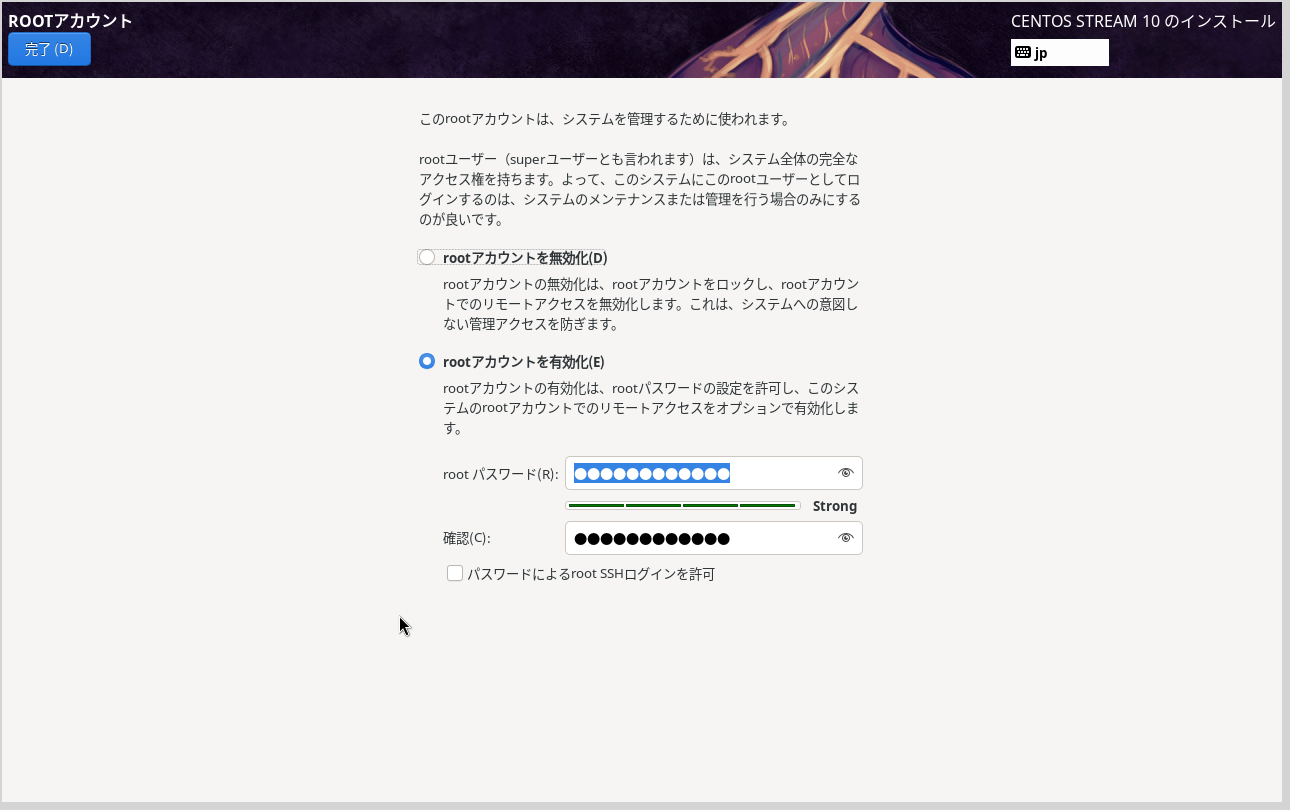 ROOTアカウント
CENTOS STREAM 10 のインストール
完了 (D)
jp
このrootアカウントは、システムを管理するために使われます。
rootユーザー（superユーザーとも言われます）は、システム全体の完全な
アクセス権を持ちます。よって、このシステムにこのrootユーザーとしてロ
グインするのは、システムのメンテナンスまたは管理を行う場合のみにする
のが良いです。
rootアカウントを無効化(D)
rootアカウントの無効化は、rootアカウントをロックし、rootアカウン
トでのリモートアクセスを無効化します。これは、システムへの意図し
ない管理アクセスを防ぎます。
rootアカウントを有効化(E)
rootアカウントの有効化は、rootパスワードの設定を許可し、このシス
テムのrootアカウントでのリモートアクセスをオプションで有効化しま
す。
root パスワード(R): ●●●●●●●●●●●●
Strong
確認(C): ●●●●●●●●●●●●
パスワードによるroot SSHログインを許可